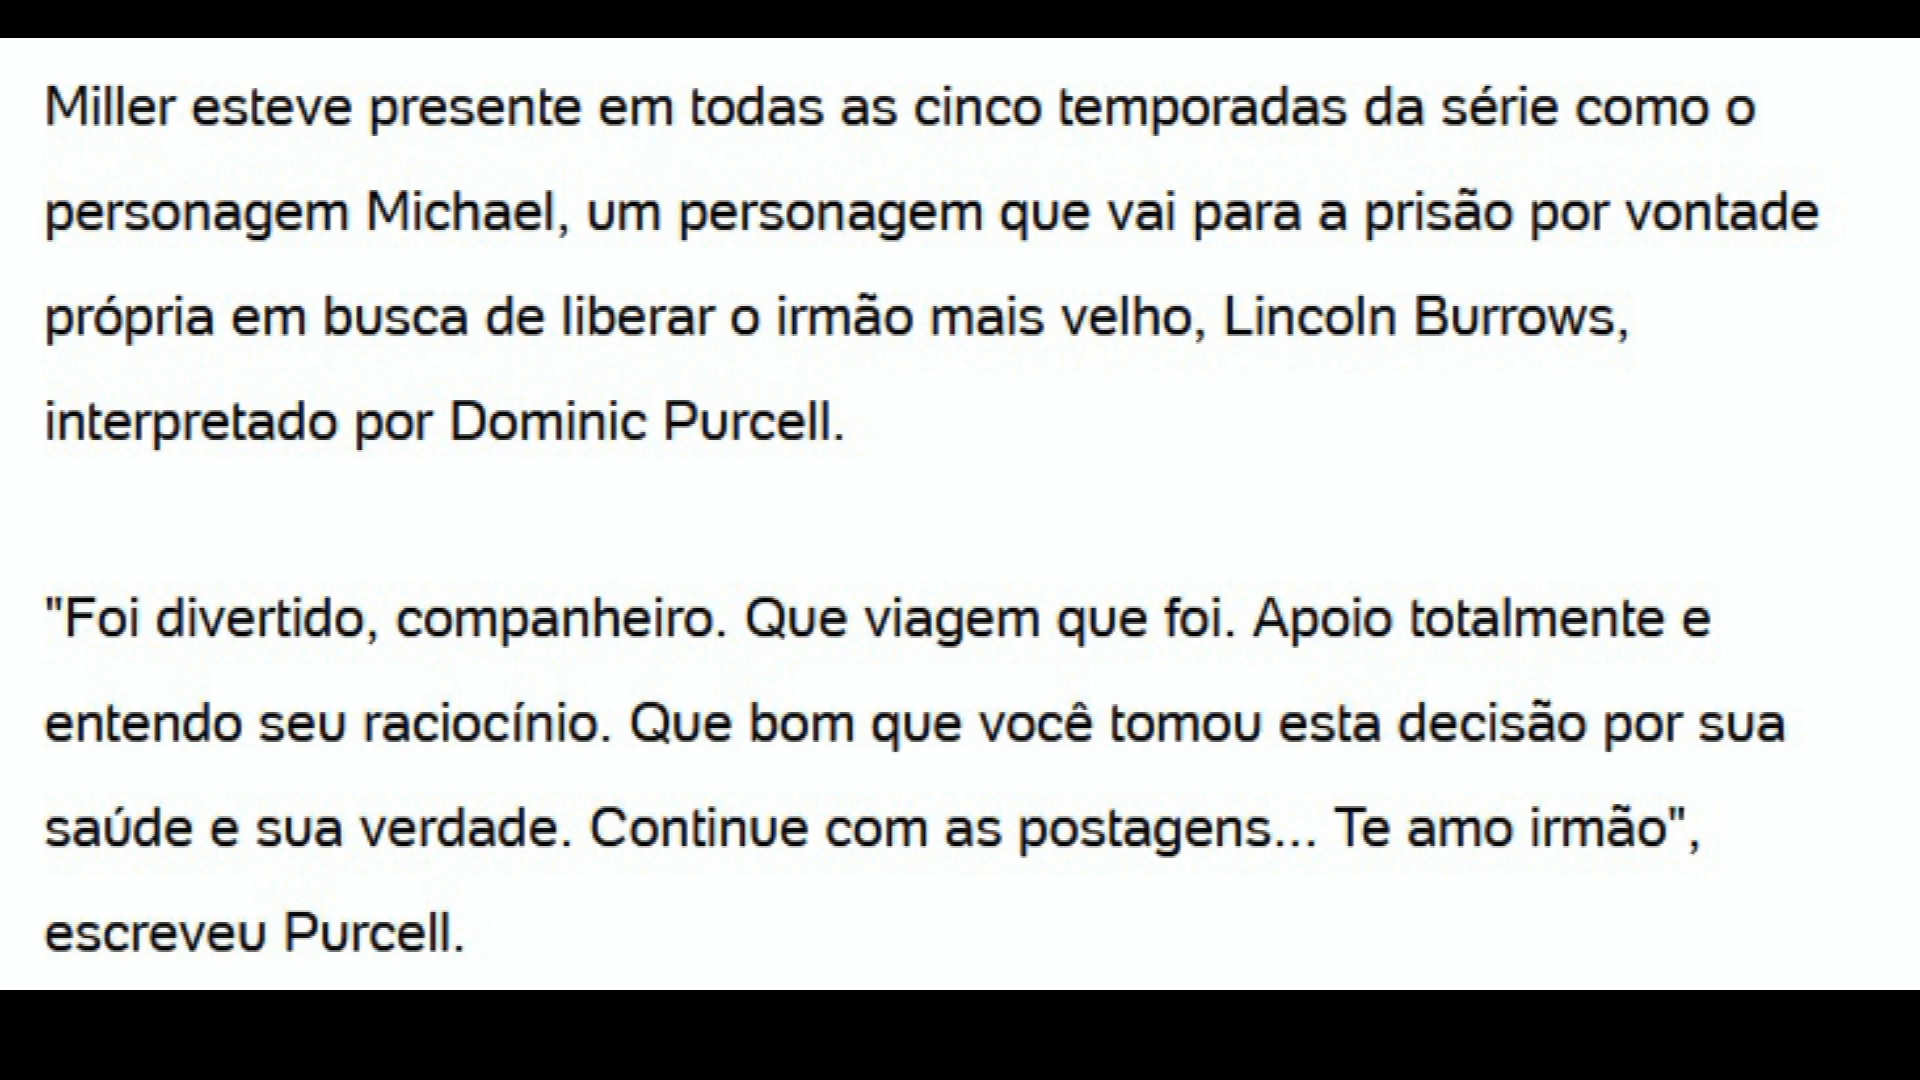 Miller esteve presente em todas as cinco temporadas da série como o
personagem Michael, um personagem que vai para a prisão por vontade
própria em busca de liberar o irmão mais velho, Lincoln Burrows,
interpretado por Dominic Purcell.
"Foi divertido, companheiro. Que viagem que foi. Apoio totalmente e
entendo seu raciocínio. Que bom que você tomou esta decisão por sua
saúde e sua verdade. Continue com as postagens... Te amo irmão",
escreveu Purcell.